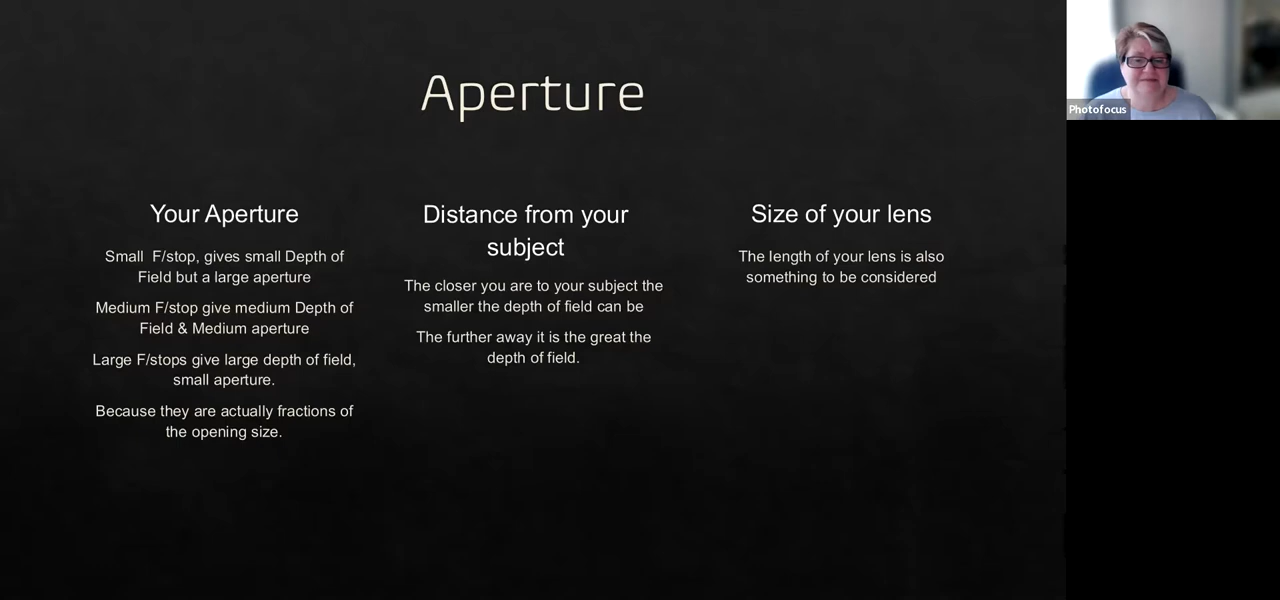 Aperture
Your Aperture
Small  F/stop, gives small Depth of
Field but a large aperture
Medium F/stop give medium Depth of
Field & Medium aperture
Large F/stops give large depth of field,
small aperture.
Because they are actually fractions of
the opening size.
Distance from your
subject
The closer you are to your subject the
smaller the depth of field can be
The further away it is the great the
depth of field.
Size of your lens
The length of your lens is also
something to be considered
Photofocus